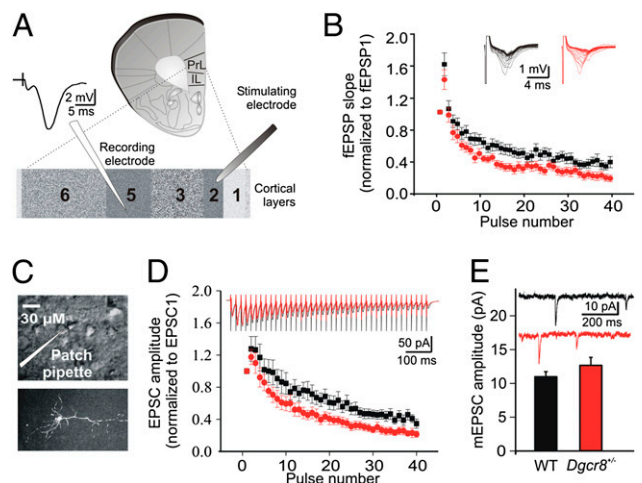 A
PrL
IL
2 mV
5 ms
Stimulating
electrode
Recording
electrode
6 5 3 2 1
Cortical
layers
B
fEPSP slope
(normalized to fEPSP1)
2.0
1.6
1.2
0.8
0.4
0.0
0 10 20 30 40 50
Pulse number
1 mV
4 ms
C
30 µM
Patch
pipette
D
EPSC amplitude
(normalized to EPSC1)
2.0
1.6
1.2
0.8
0.4
0 10 20 30 40 50
Pulse number
50 pA
100 ms
E
mEPSC amplitude (pA)
20
15
10
5
0
10 pA
200 ms
WT Dgcr8+/-